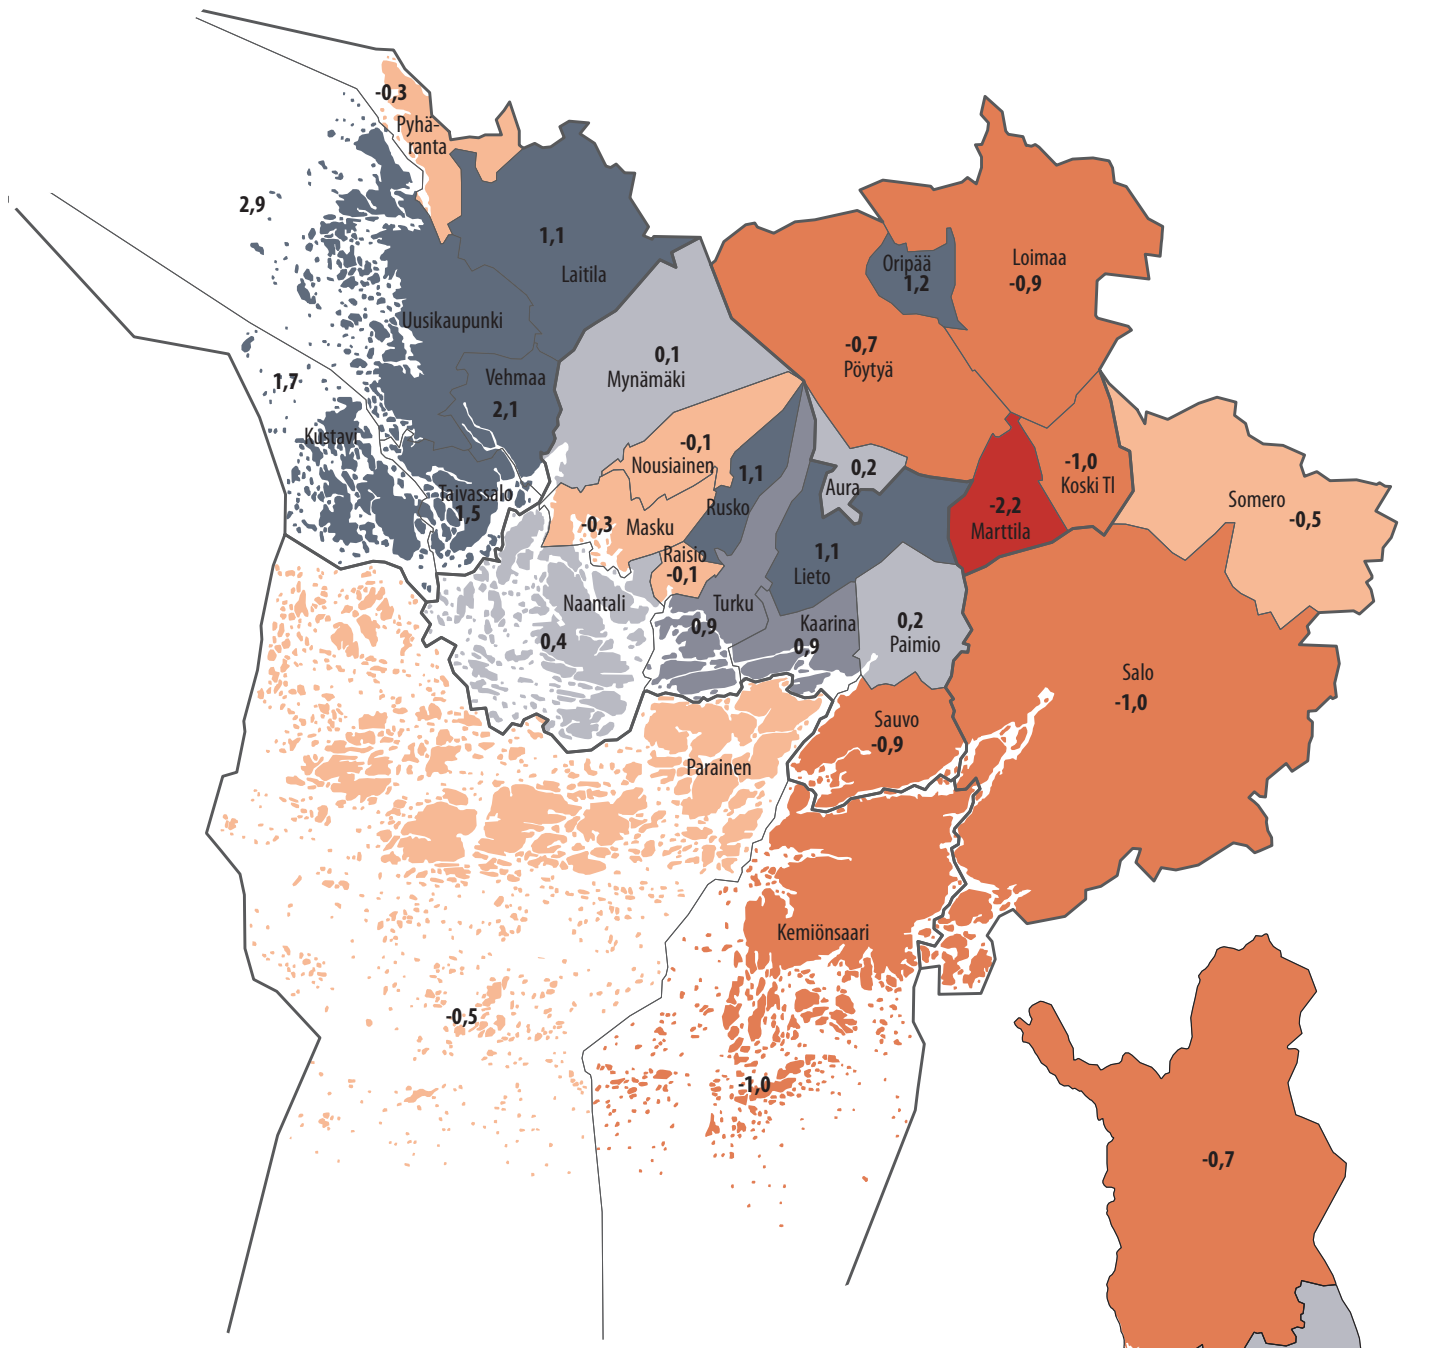 -0,3
Pyhä-
ranta
2,9
1,1
Laitila
Uusikaupunki
Vehmaa
2,1
1,7
Kustavi
Taivassalo
1,5
0,1
Mynämäki
-0,1
Nousiainen
1,1
Rusko
-0,3
Masku
Raisio
-0,1
Naantali
0,4
Turku
0,9
Kaarina
0,9
0,2
Aura
1,1
Lieto
0,2
Paimio
-0,7
Pöytyä
Oripää
1,2
Loimaa
-0,9
-1,0
Koski Tl
-2,2
Marttila
Somero
-0,5
Salo
-1,0
Sauvo
-0,9
Parainen
-0,5
Kemiönsaari
-1,0
-0,7